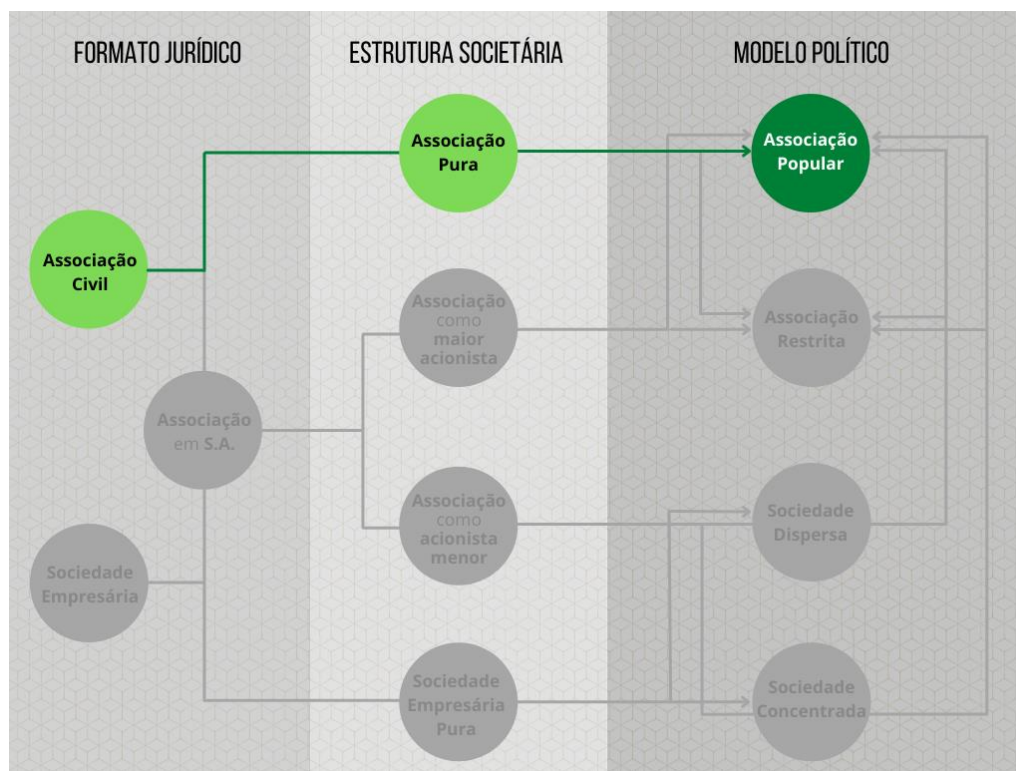 FORMATO JURÍDICO
ESTRUTURA SOCIETÁRIA
MODELO POLÍTICO
Associação
Civil
Associação
em S.A.
Sociedade
Empresária
Associação
Pura
Associação
como
maior
acionista
Associação
como
acionista
menor
Sociedade
Empresária
Pura
Associação
Popular
Associação
Restrita
Sociedade
Dispersa
Sociedade
Concentrada